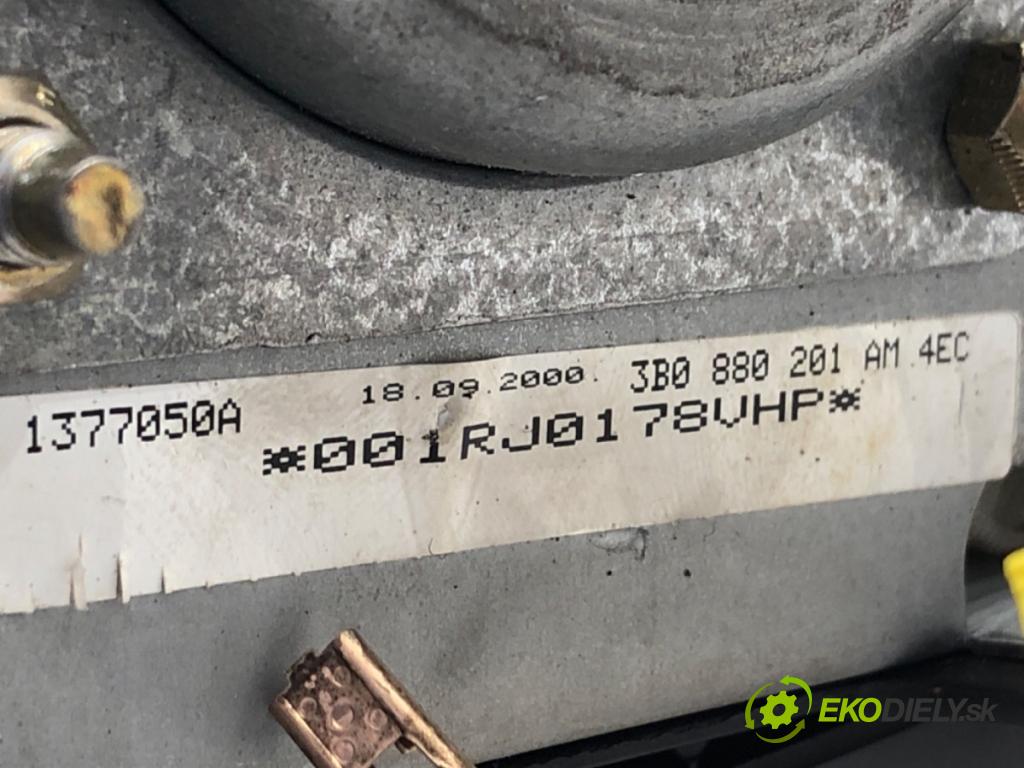 1377050A 18.09.2000. 3B0 880 201 AM 4EC
*001RJ0178VHP*
EKODIELY.sk